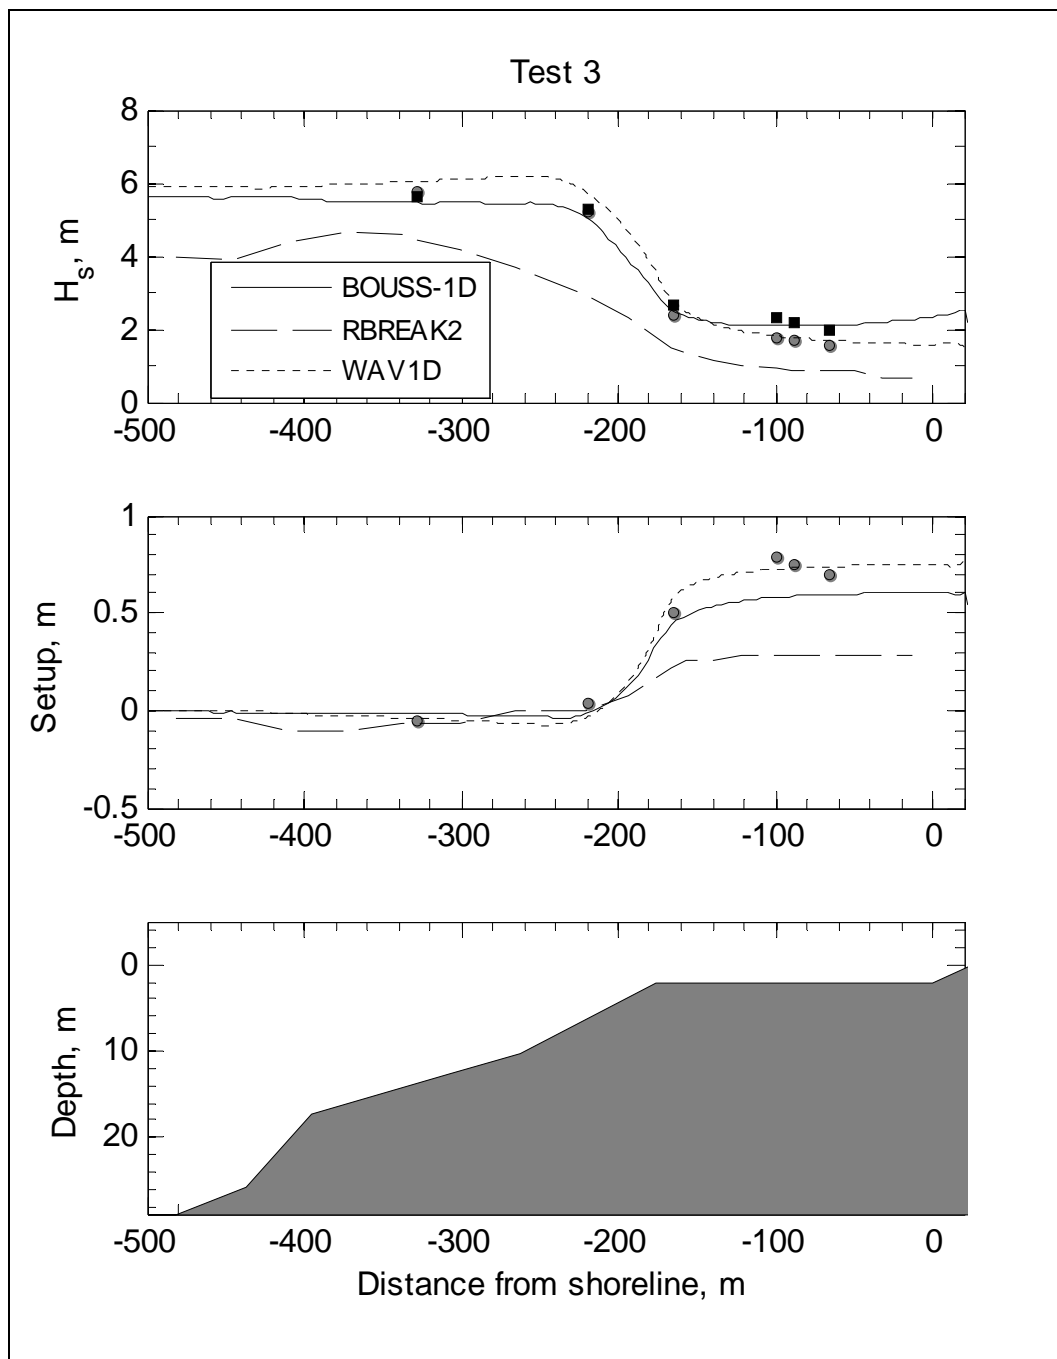 Test 3
H_s, m
8
6
4
2
0
BOUSS-1D
RBREAK2
WAV1D
-500 -400 -300 -200 -100 0
Setup, m
1
0.5
0
-0.5
-500 -400 -300 -200 -100 0
Depth, m
0
10
20
-500 -400 -300 -200 -100 0
Distance from shoreline, m